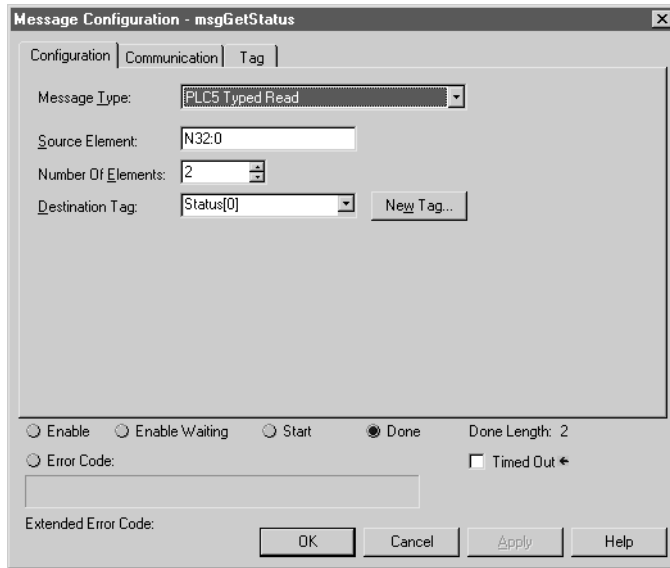 Message Configuration - msgGetStatus
Configuration Communication Tag
Message Type: PLC5 Typed Read
Source Element: N32:0
Number Of Elements: 2
Destination Tag: Status[0] New Tag...
Enable Enable Waiting Start Done Done Length: 2
Error Code: Timed Out ←
Extended Error Code:
OK Cancel Apply Help